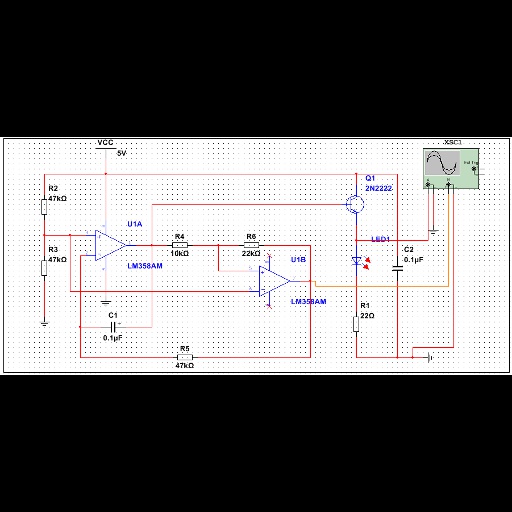 VCC
5V
XSC1
Ext Trig
A
B
Q1
2N2222
R2
47kΩ
U1A
R4
10kΩ
R6
22kΩ
LED1
R3
47kΩ
LM358AM
U1B
C2
0.1µF
LM358AM
R1
22Ω
C1
0.1µF
R5
47kΩ